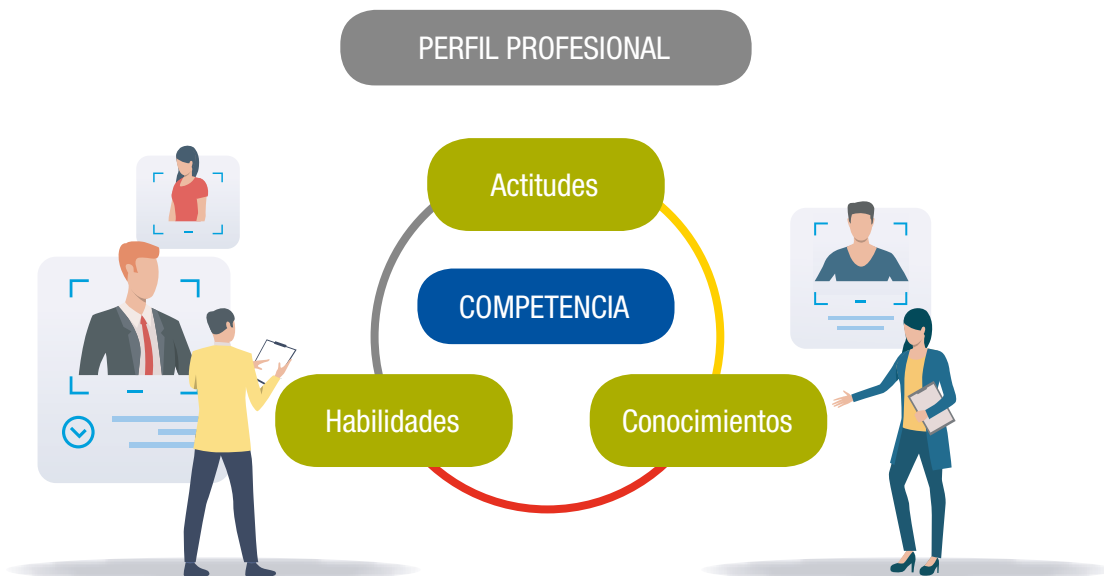 PERFIL PROFESIONAL
Actitudes
COMPETENCIA
Habilidades
Conocimientos